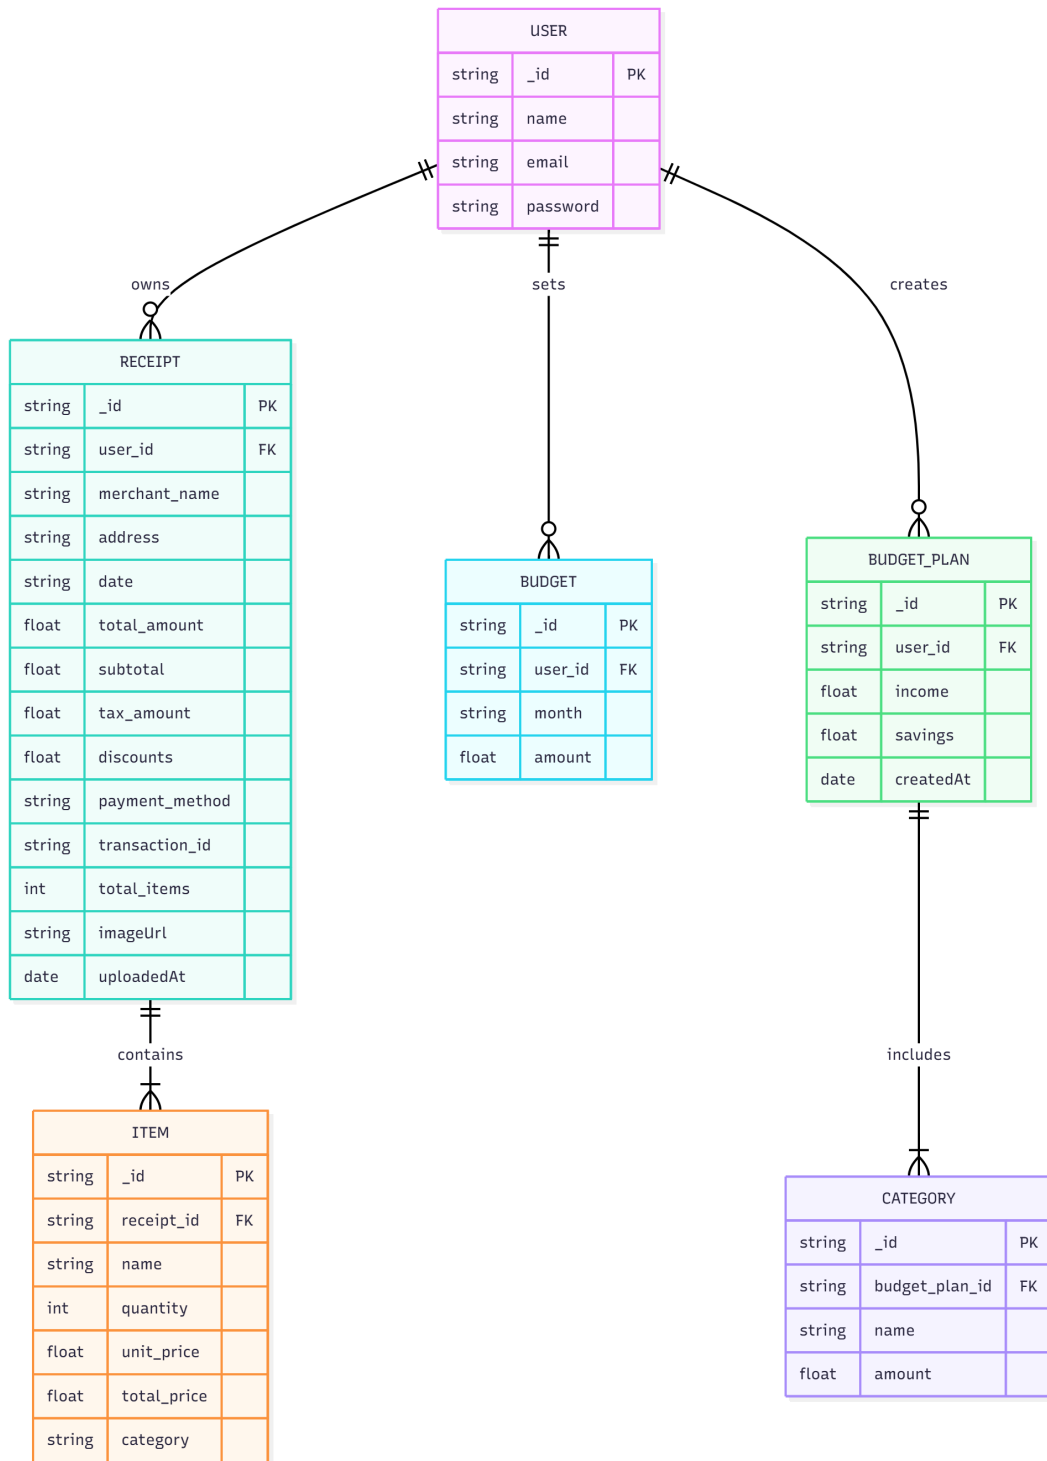 USER
string _id PK
string name
string email
string password
owns
sets
creates
RECEIPT
string _id PK
string user_id FK
string merchant_name
string address
string date
float total_amount
float subtotal
float tax_amount
float discounts
string payment_method
string transaction_id
int total_items
string imageUrl
date uploadedAt
BUDGET
string _id PK
string user_id FK
string month
float amount
BUDGET_PLAN
string _id PK
string user_id FK
float income
float savings
date createdAt
contains
includes
ITEM
string _id PK
string receipt_id FK
string name
int quantity
float unit_price
float total_price
string category
CATEGORY
string _id PK
string budget_plan_id FK
string name
float amount